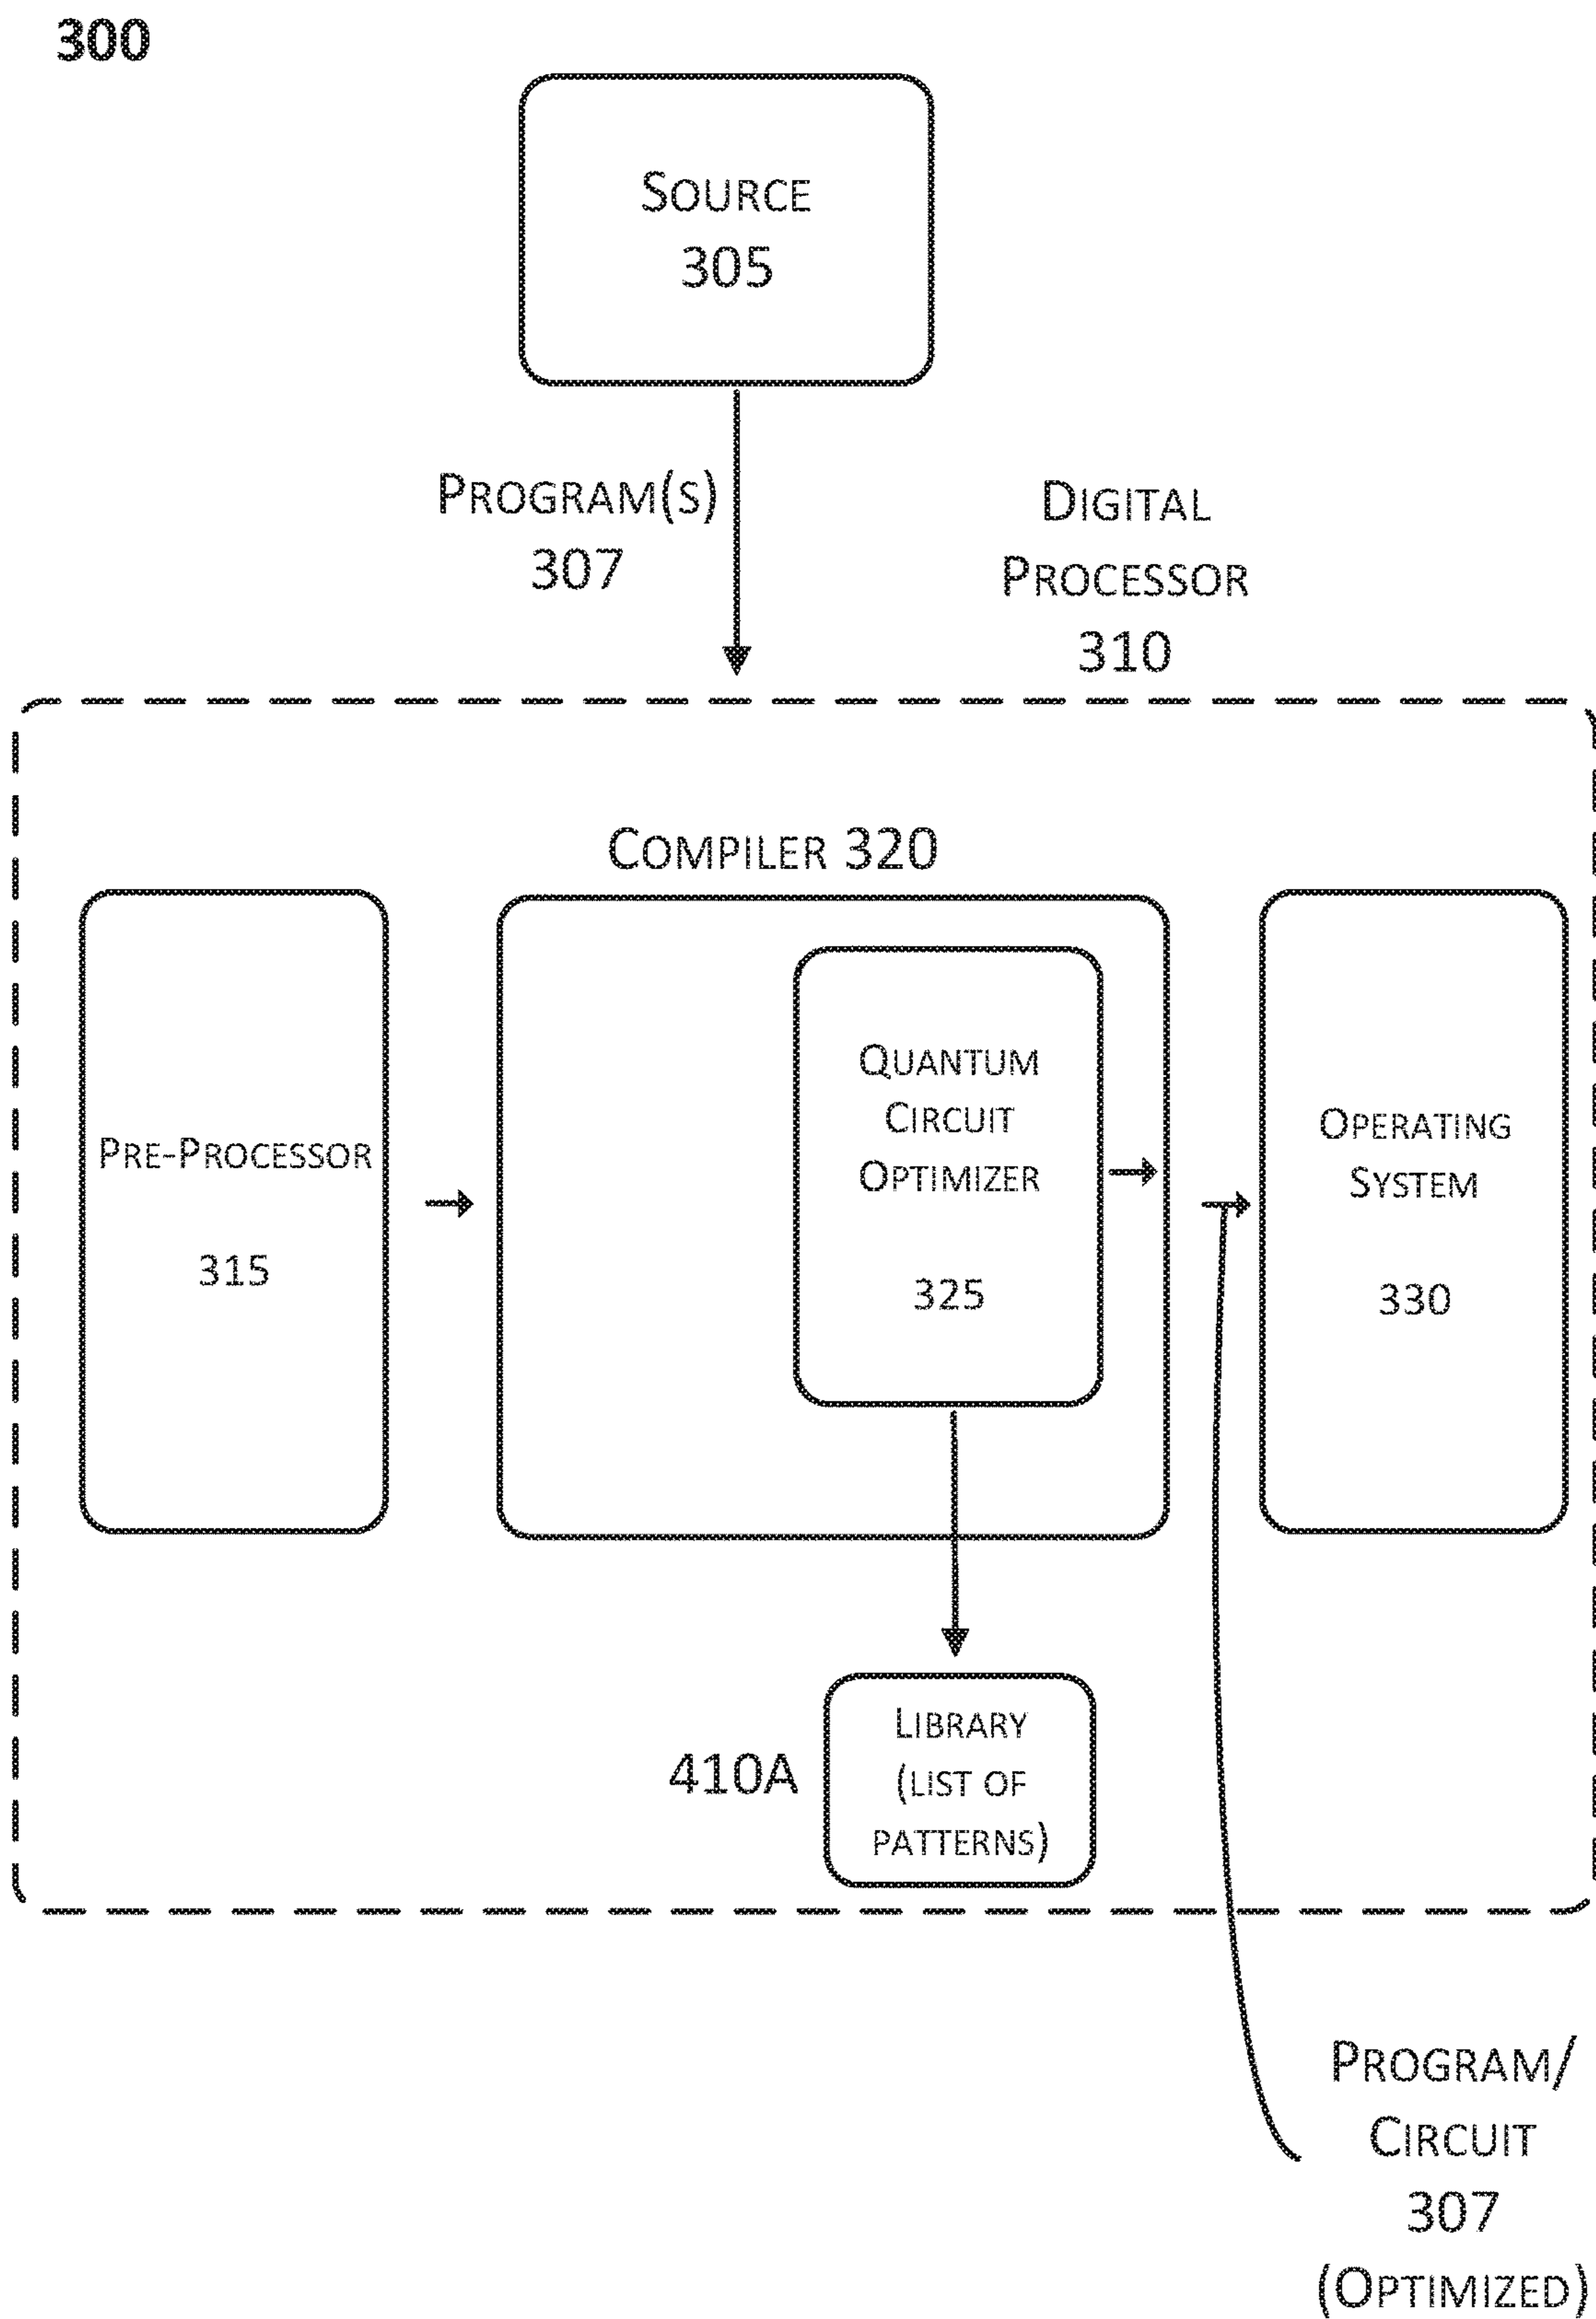 300
SOURCE
305
PROGRAM(S)
307
DIGITAL
PROCESSOR
310
COMPILER 320
PRE-PROCESSOR
315
QUANTUM
CIRCUIT
OPTIMIZER
325
OPERATING
SYSTEM
330
410A
LIBRARY
(LIST OF
PATTERNS)
PROGRAM/
CIRCUIT
307
(OPTIMIZED)